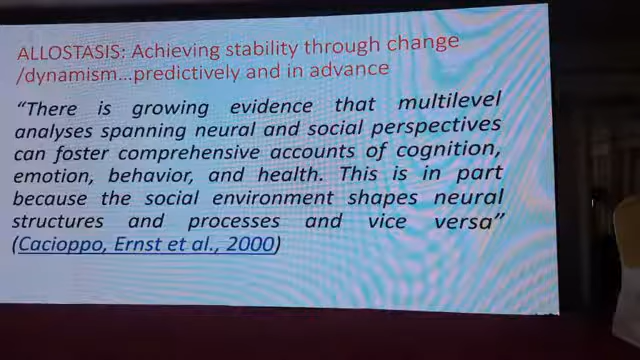 ALLOSTASIS: Achieving stability through change
/dynamism...predictively and in advance
“There is growing evidence that multilevel
analyses spanning neural and social perspectives
can foster comprehensive accounts of cognition,
emotion, behavior, and health. This is in part
because the social environment shapes neural
structures and processes and vice versa”
(Cacioppo, Ernst et al., 2000)